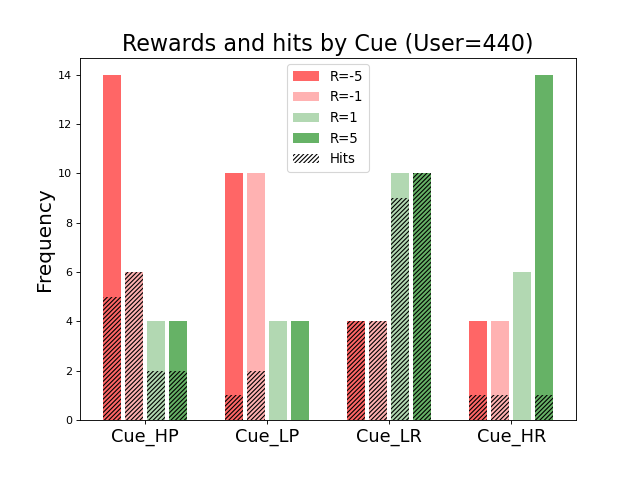 Rewards and hits by Cue (User=440)
R=-5
R=-1
R=1
R=5
Hits
Frequency
14
12
10
8
6
4
2
0
Cue_HP Cue_LP Cue_LR Cue_HR